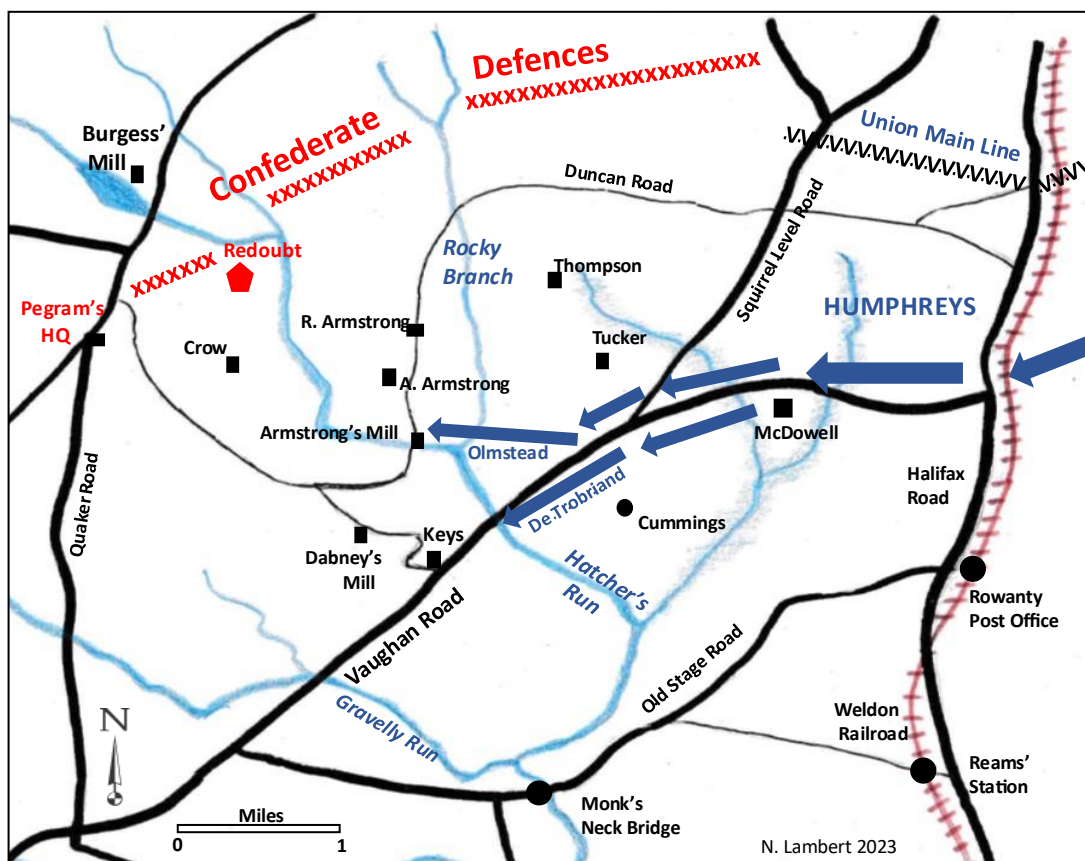 Defences
xxxxxxxxxxxxxxxxxxxxxx
Confederate
xxxxxxxxxxxx
Burgess'
Mill
Union Main Line
Duncan Road
Squirrel Level Road
Redoubt
xxxxxxx
Rocky
Branch
Thompson
Pegram's
HQ
HUMPHREYS
R. Armstrong
Tucker
Crow
A. Armstrong
McDowell
Armstrong's Mill
Olmstead
De Trobriand
Halifax
Road
Quaker Road
Cummings
Keys
Dabney's
Mill
Hatcher's
Run
Rowanty
Post Office
Vaughan Road
Old Stage Road
Gravelly Run
Weldon
Railroad
N
Reams'
Station
Miles
0 1
Monk's
Neck Bridge
N. Lambert 2023